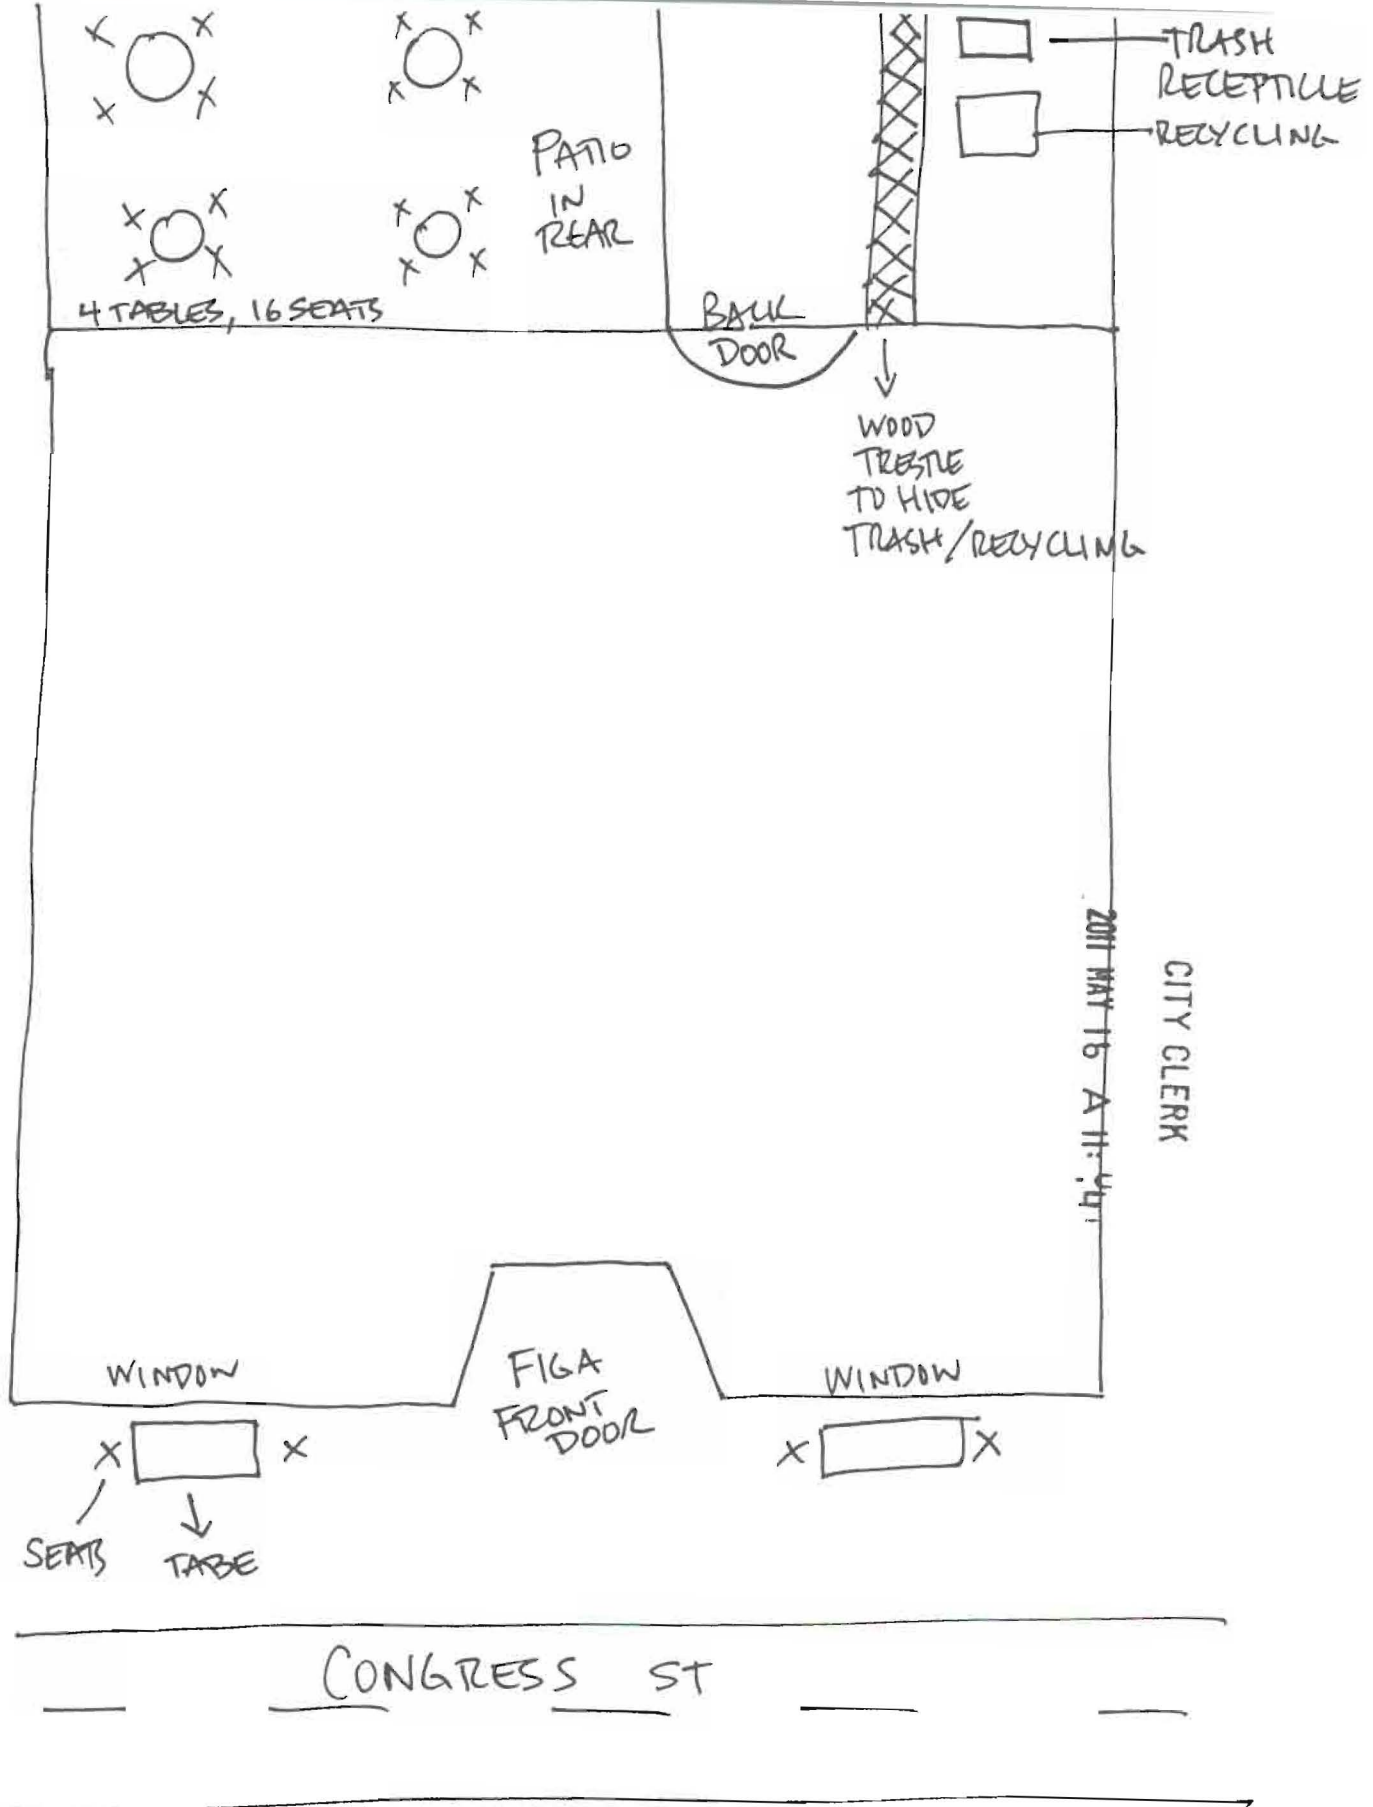 TRASH
RECEPTICLE
RECYCLING
PATIO
IN
REAR
4 TABLES, 16 SEATS
BACK
DOOR
WOOD
TRESTLE
TO HIDE
TRASH/RECYCLING
CITY CLERK
2011 MAY 16 A 11:
WINDOW
FIGA
FRONT
DOOR
WINDOW
SEATS
TABE
CONGRESS ST